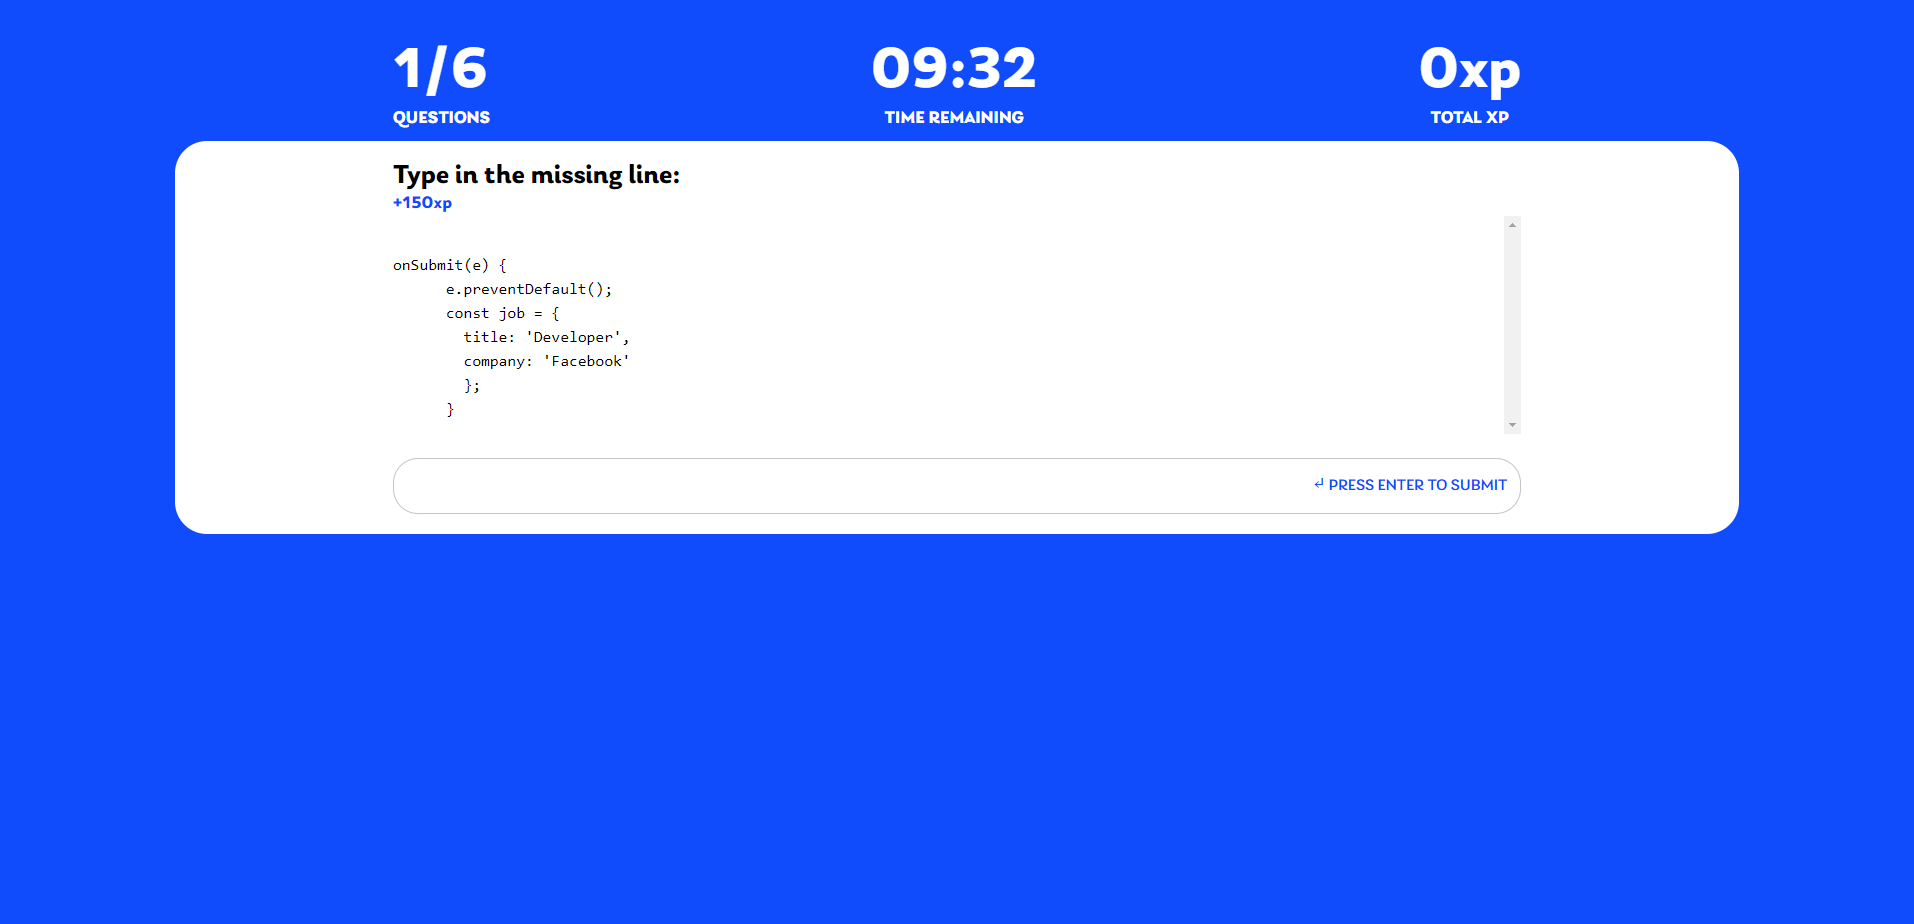 1/6
QUESTIONS
09:32
TIME REMAINING
0xp
TOTAL XP
Type in the missing line:
+150xp
onSubmit(e) {
e.preventDefault();
const job = {
title: 'Developer',
company: 'Facebook'
};
}
↵ PRESS ENTER TO SUBMIT